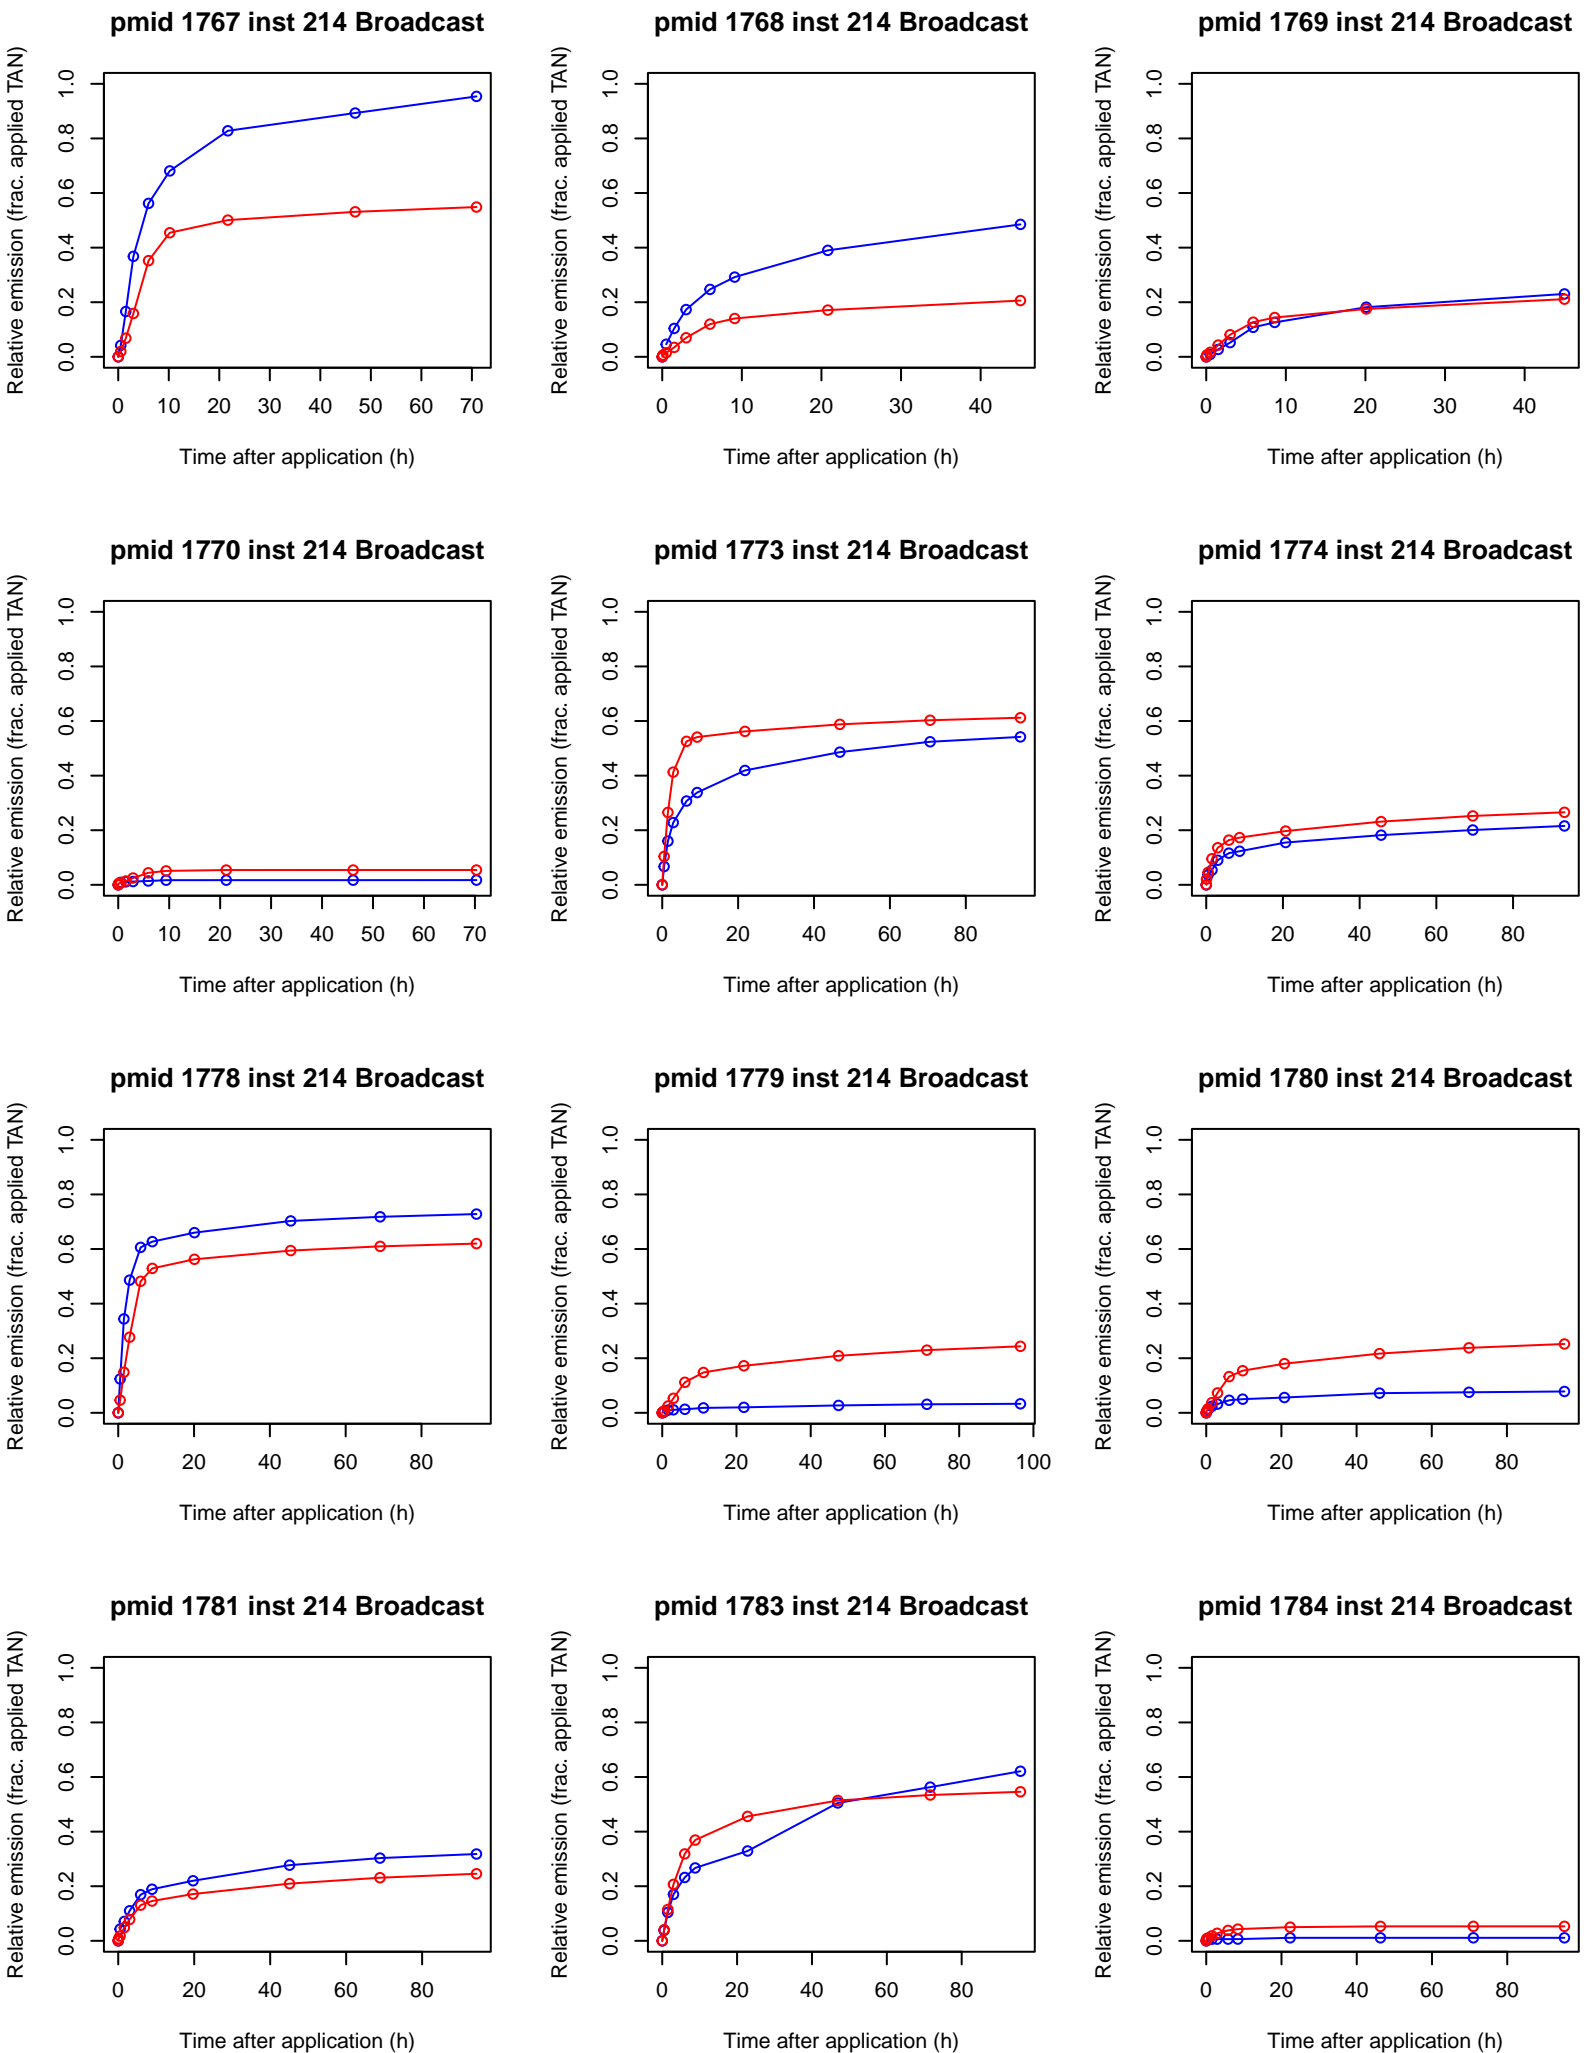 pmid 1767 inst 214 Broadcast
Relative emission (frac. applied TAN)
1.0
0.8
0.6
0.4
0.2
0.0
0 10 20 30 40 50 60 70
Time after application (h)
pmid 1768 inst 214 Broadcast
Relative emission (frac. applied TAN)
1.0
0.8
0.6
0.4
0.2
0.0
0 10 20 30 40
Time after application (h)
pmid 1769 inst 214 Broadcast
Relative emission (frac. applied TAN)
1.0
0.8
0.6
0.4
0.2
0.0
0 10 20 30 40
Time after application (h)
pmid 1770 inst 214 Broadcast
Relative emission (frac. applied TAN)
1.0
0.8
0.6
0.4
0.2
0.0
0 10 20 30 40 50 60 70
Time after application (h)
pmid 1773 inst 214 Broadcast
Relative emission (frac. applied TAN)
1.0
0.8
0.6
0.4
0.2
0.0
0 20 40 60 80
Time after application (h)
pmid 1774 inst 214 Broadcast
Relative emission (frac. applied TAN)
1.0
0.8
0.6
0.4
0.2
0.0
0 20 40 60 80
Time after application (h)
pmid 1778 inst 214 Broadcast
Relative emission (frac. applied TAN)
1.0
0.8
0.6
0.4
0.2
0.0
0 20 40 60 80
Time after application (h)
pmid 1779 inst 214 Broadcast
Relative emission (frac. applied TAN)
1.0
0.8
0.6
0.4
0.2
0.0
0 20 40 60 80 100
Time after application (h)
pmid 1780 inst 214 Broadcast
Relative emission (frac. applied TAN)
1.0
0.8
0.6
0.4
0.2
0.0
0 20 40 60 80
Time after application (h)
pmid 1781 inst 214 Broadcast
Relative emission (frac. applied TAN)
1.0
0.8
0.6
0.4
0.2
0.0
0 20 40 60 80
Time after application (h)
pmid 1783 inst 214 Broadcast
Relative emission (frac. applied TAN)
1.0
0.8
0.6
0.4
0.2
0.0
0 20 40 60 80
Time after application (h)
pmid 1784 inst 214 Broadcast
Relative emission (frac. applied TAN)
1.0
0.8
0.6
0.4
0.2
0.0
0 20 40 60 80
Time after application (h)